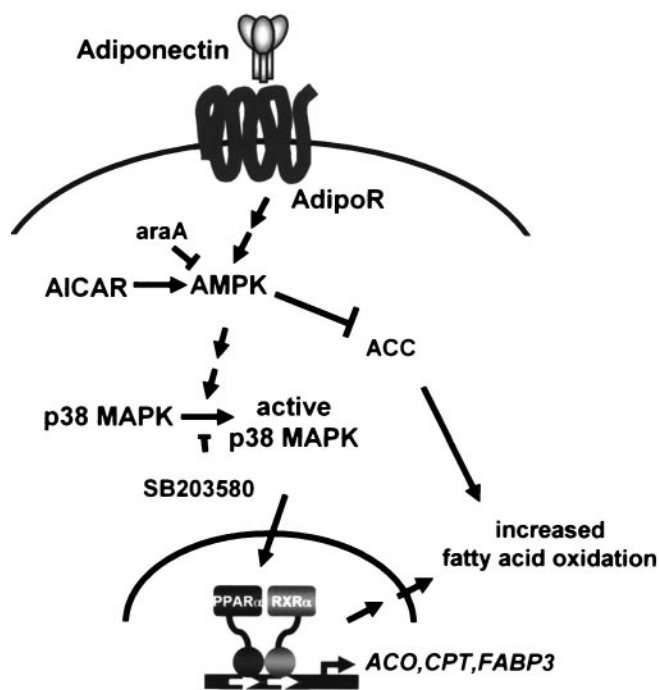 Adiponectin
AdipoR
araA
AICAR
AMPK
ACC
p38 MAPK
active
p38 MAPK
SB203580
increased
fatty acid oxidation
PPARα
RXRα
ACO,CPT,FABP3